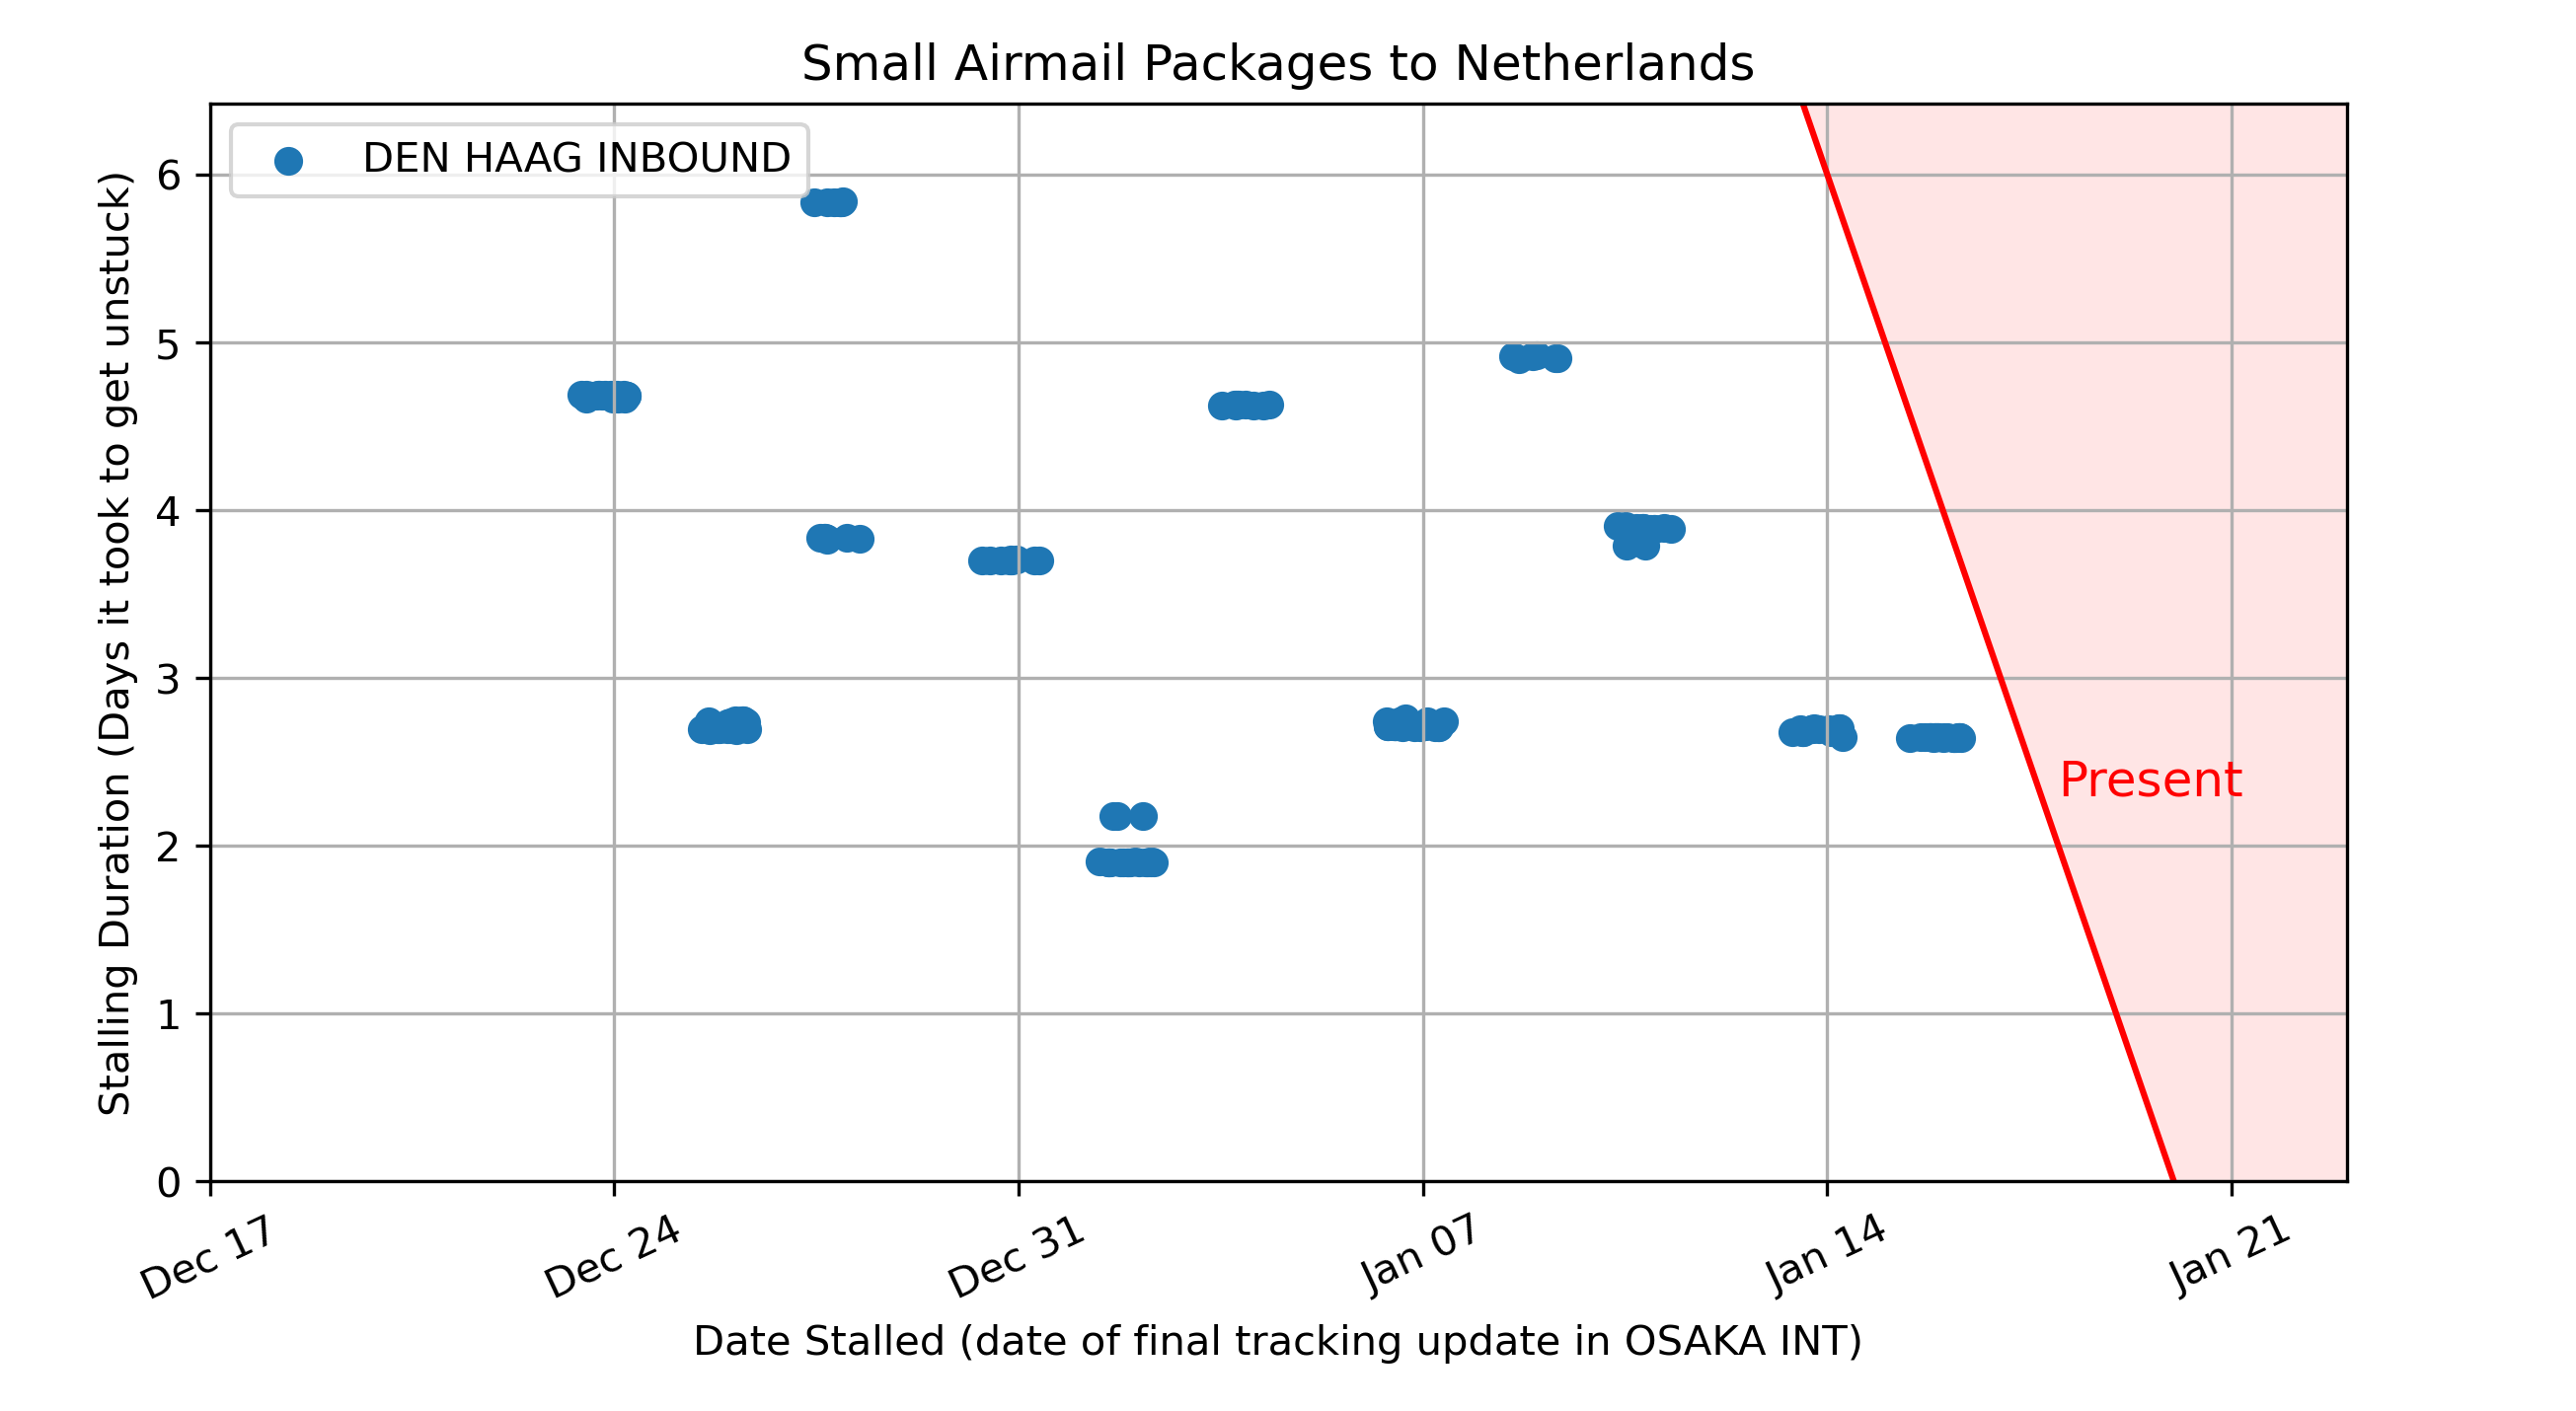 Small Airmail Packages to Netherlands
DEN HAAG INBOUND
Stalling Duration (Days it took to get unstuck)
6
5
4
3
2
1
0
Present
Dec 17
Dec 24
Dec 31
Jan 07
Jan 14
Jan 21
Date Stalled (date of final tracking update in OSAKA INT)